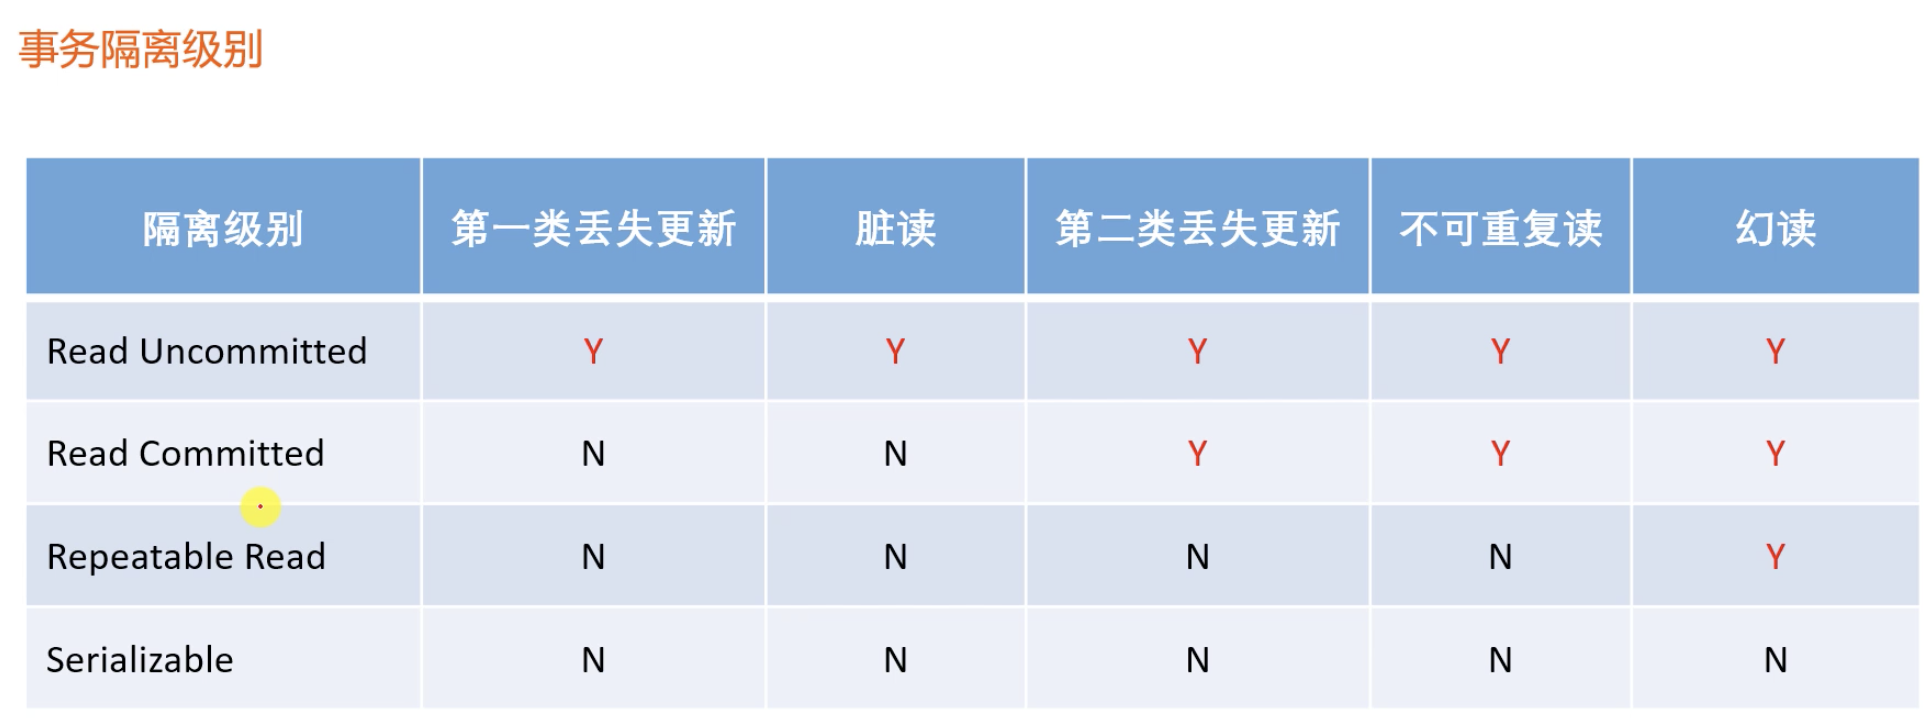 事务隔离级别
隔离级别 第一类丢失更新 脏读 第二类丢失更新 不可重复读 幻读
Read Uncommitted Y Y Y Y Y
Read Committed N N Y Y Y
Repeatable Read N N N N Y
Serializable N N N N N